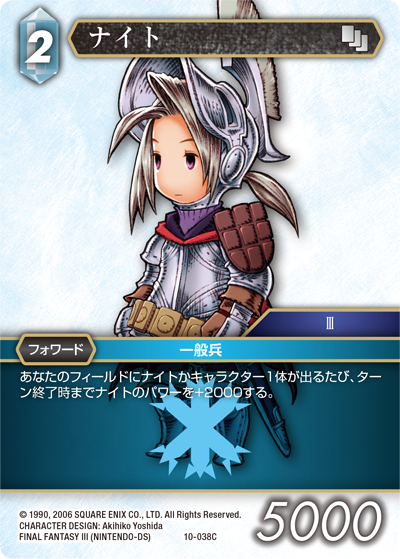 2
ナイト
III
フォワード
一般兵
あなたのフィールドにナイトかキャラクター1体が出るたび、ター
ン終了時までナイトのパワーを+2000する。
© 1990, 2006 SQUARE ENIX CO., LTD. All Rights Reserved.
CHARACTER DESIGN: Akihiko Yoshida
FINAL FANTASY III (NINTENDO-DS)
10-038C
5000